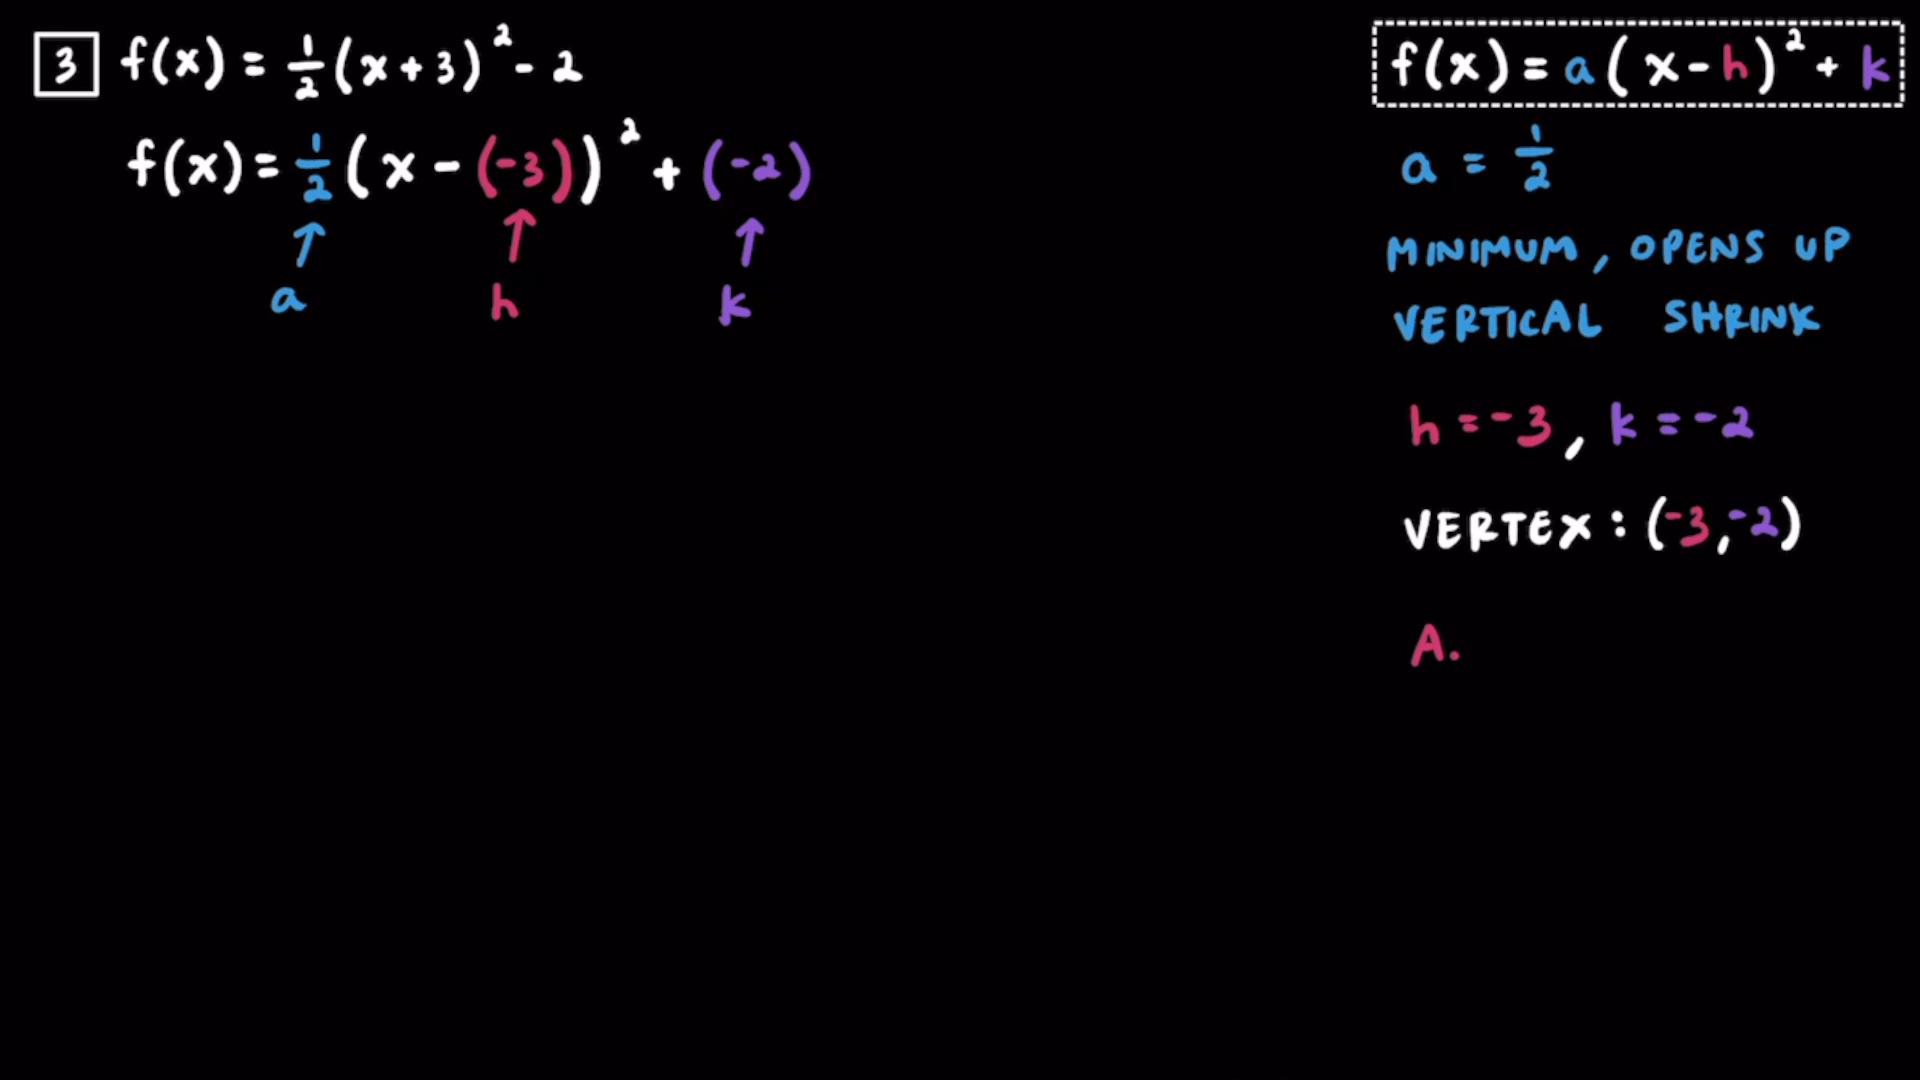 3 f(x) = 1/2 (x + 3)² - 2
f(x) = 1/2 (x - (-3))² + (-2)
a h k
f(x) = a (x - h)² + k
a = 1/2
MINIMUM, OPENS UP
VERTICAL SHRINK
h = -3, k = -2
VERTEX : (-3, -2)
A.